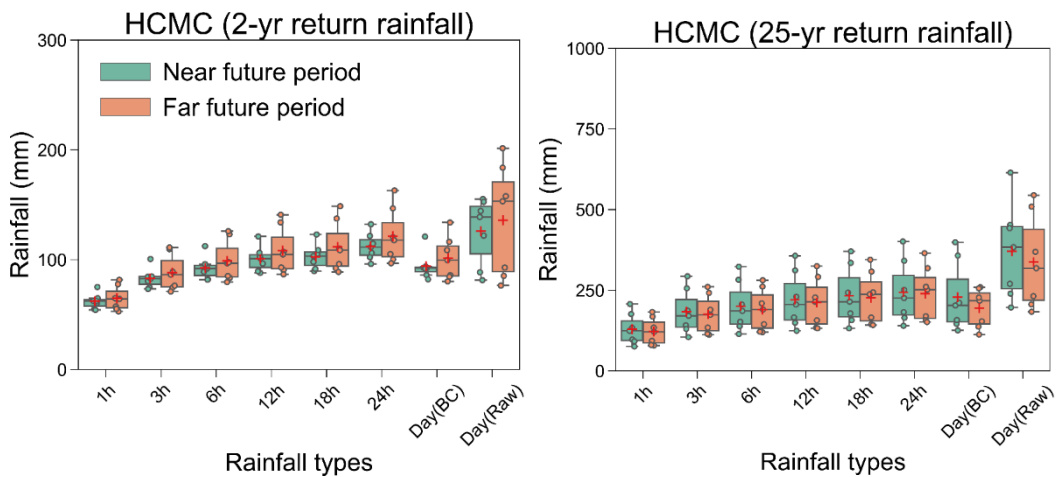 HCMC (2-yr return rainfall)
300
200
100
0
Rainfall (mm)
Near future period
Far future period
1h
3h
6h
12h
18h
24h
Day(BC)
Day(Raw)
Rainfall types
HCMC (25-yr return rainfall)
1000
750
500
250
0
Rainfall (mm)
1h
3h
6h
12h
18h
24h
Day(BC)
Day(Raw)
Rainfall types